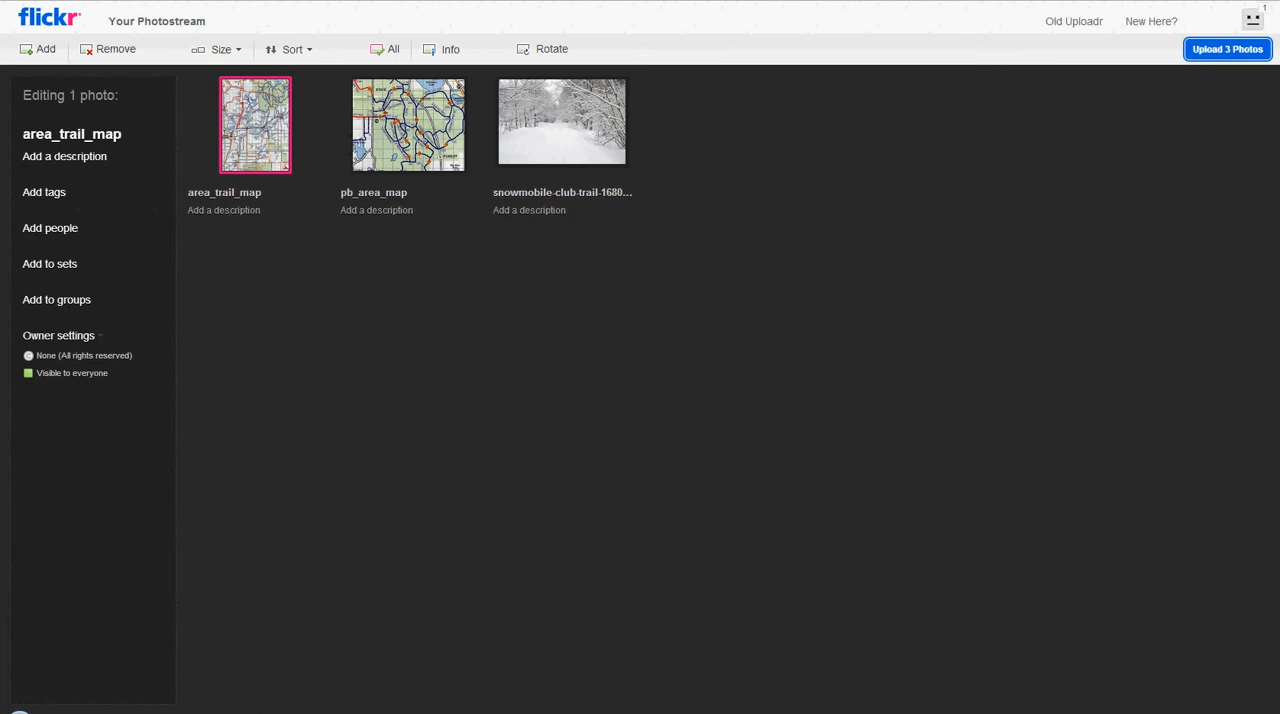 flickr
Your Photostream
Old Uploadr
New Here?
1
Add
Remove
Size
Sort
All
Info
Rotate
Upload 3 Photos
Editing 1 photo:
area_trail_map
Add a description
Add tags
Add people
Add to sets
Add to groups
Owner settings
None (All rights reserved)
Visible to everyone
area_trail_map
Add a description
pb_area_map
Add a description
snowmobile-club-trail-1680...
Add a description